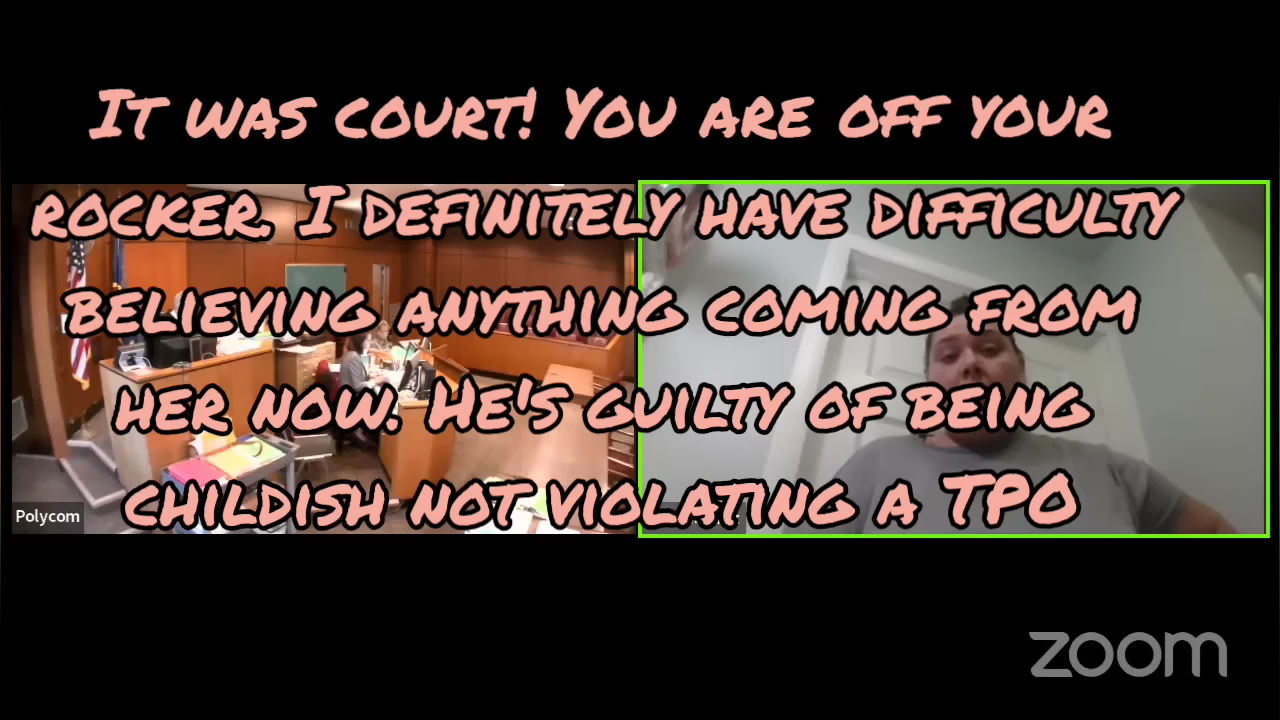 It was court! You are off your
rocker. I definitely have difficulty
believing anything coming from
her now. He's guilty of being
childish not violating a TPO
Polycom
zoom